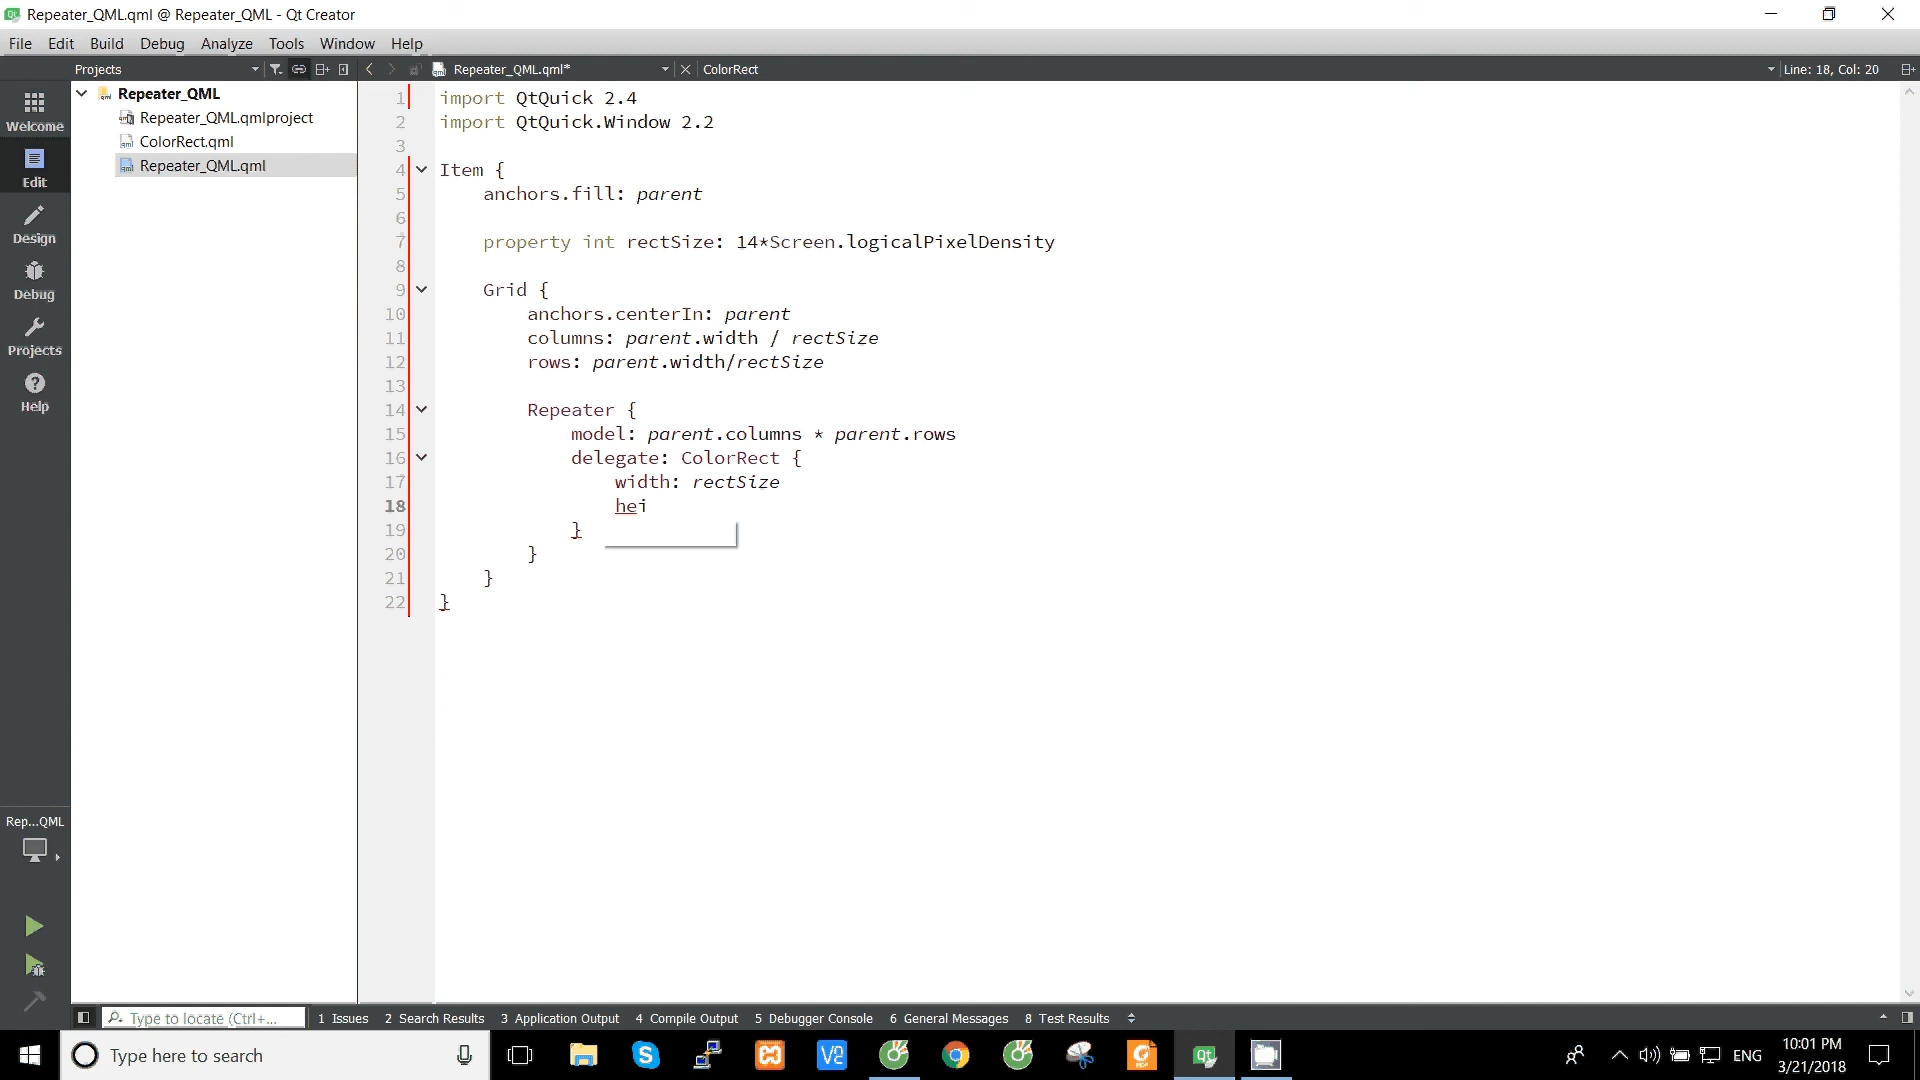 Repeater_QML.qml @ Repeater_QML - Qt Creator
File Edit Build Debug Analyze Tools Window Help
Projects
Repeater_QML.qml*
ColorRect
Line: 18, Col: 20
Welcome
Edit
Design
Debug
Projects
Help
Repeater_QML
Repeater_QML.qmlproject
ColorRect.qml
Repeater_QML.qml
1 import QtQuick 2.4
2 import QtQuick.Window 2.2
3
4 Item {
5 anchors.fill: parent
6
7 property int rectSize: 14*Screen.logicalPixelDensity
8
9 Grid {
10 anchors.centerIn: parent
11 columns: parent.width / rectSize
12 rows: parent.width/rectSize
13
14 Repeater {
15 model: parent.columns * parent.rows
16 delegate: ColorRect {
17 width: rectSize
18 hei
19 }
20 }
21 }
22 }
Rep...QML
Type to locate (Ctrl+...
1 Issues 2 Search Results 3 Application Output 4 Compile Output 5 Debugger Console 6 General Messages 8 Test Results
Type here to search
ENG
10:01 PM
3/21/2018